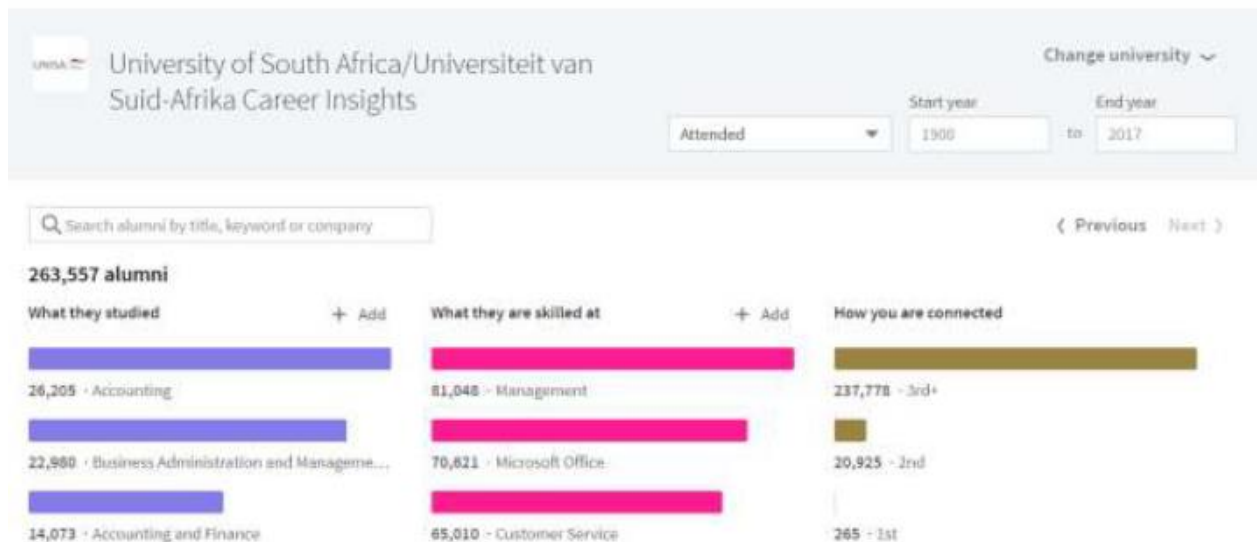 UNISA
University of South Africa/Universiteit van
Suid-Afrika Career Insights
Change university
Start year
End year
Attended
1900
to
2017
Search alumni by title, keyword or company
Previous
Next
263,557 alumni
What they studied
+ Add
What they are skilled at
+ Add
How you are connected
26,205 · Accounting
81,048 · Management
237,778 · 3rd+
22,980 · Business Administration and Manageme...
70,621 · Microsoft Office
20,925 · 2nd
14,073 · Accounting and Finance
65,010 · Customer Service
265 · 1st